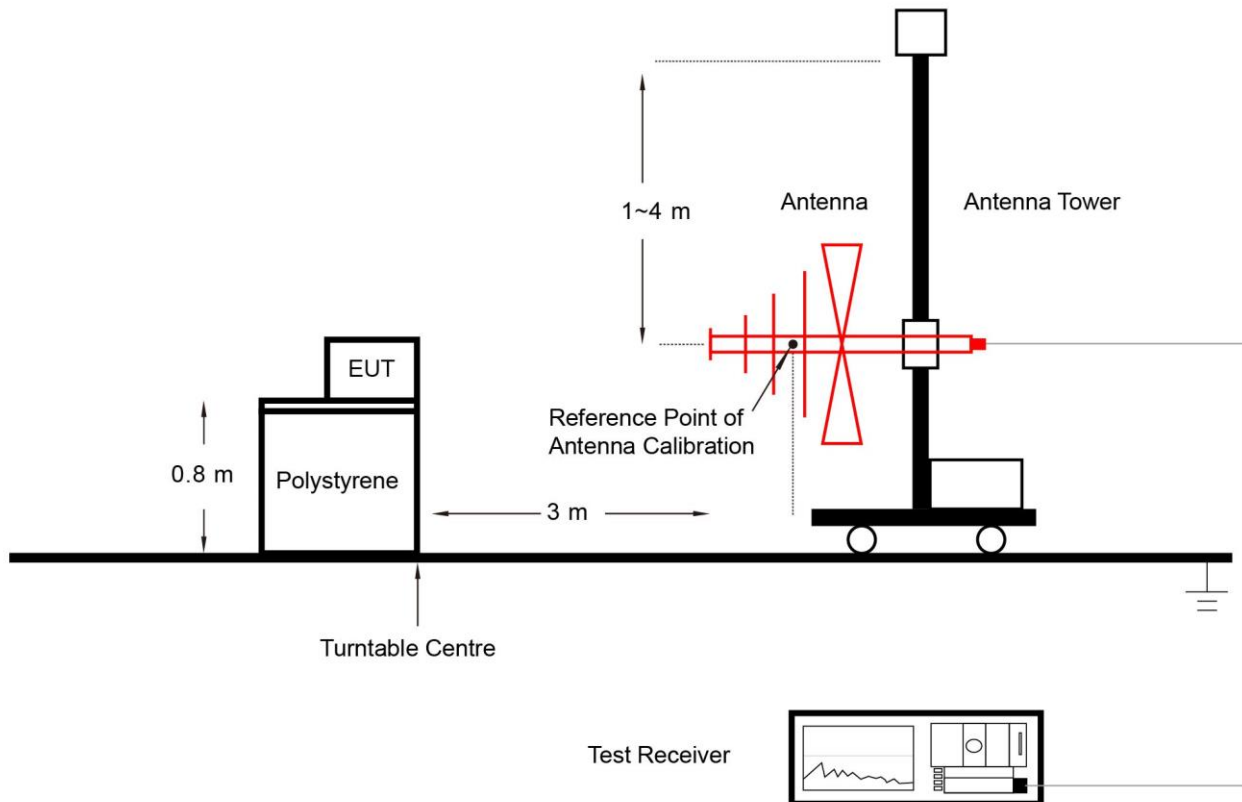 1~4 m
Antenna
Antenna Tower
EUT
Reference Point of
Antenna Calibration
0.8 m
Polystyrene
3 m
Turntable Centre
Test Receiver